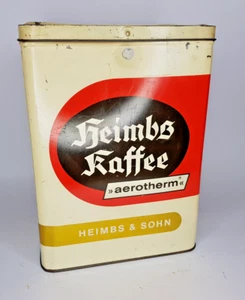 Heimbs
Kaffee
»aerotherm«
HEIMBS & SOHN